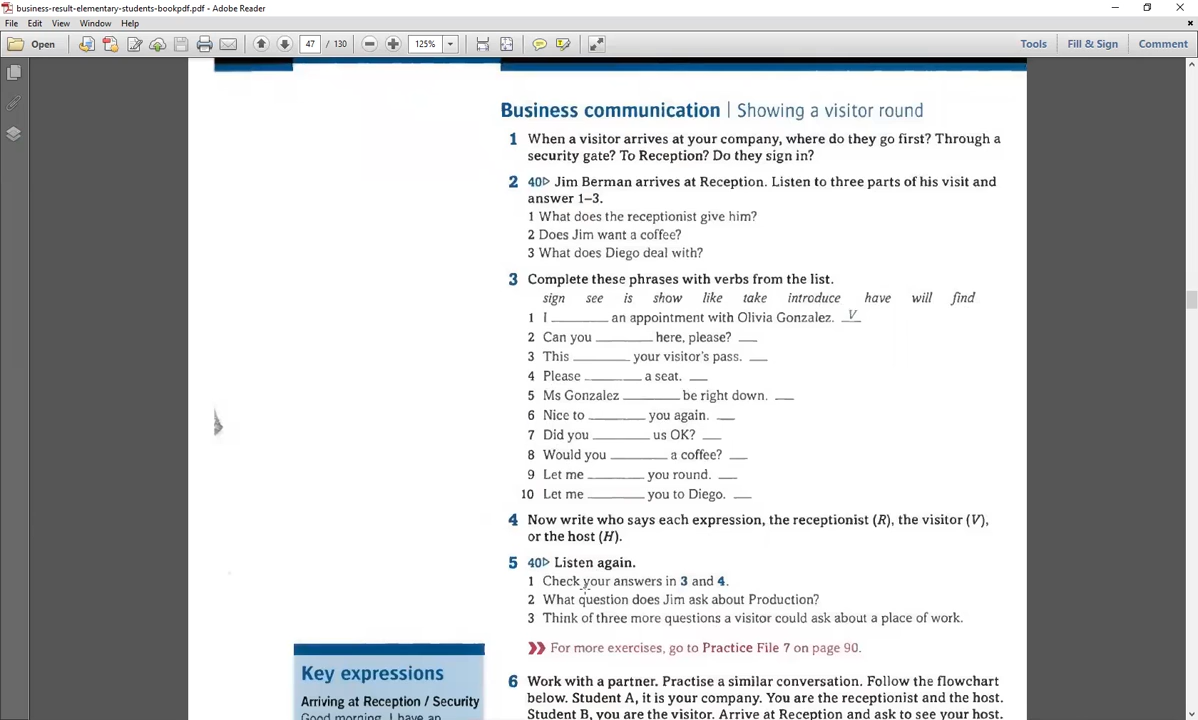 business-result-elementary-students-bookpdf.pdf - Adobe Reader
File Edit View Window Help
Open 47 / 130 125% Tools Fill & Sign Comment
Business communication | Showing a visitor round
1 When a visitor arrives at your company, where do they go first? Through a
security gate? To Reception? Do they sign in?
2 40▷ Jim Berman arrives at Reception. Listen to three parts of his visit and
answer 1–3.
1 What does the receptionist give him?
2 Does Jim want a coffee?
3 What does Diego deal with?
3 Complete these phrases with verbs from the list.
sign see is show like take introduce have will find
1 I ________ an appointment with Olivia Gonzalez. V
2 Can you ________ here, please? ___
3 This ________ your visitor's pass. ___
4 Please ________ a seat. ___
5 Ms Gonzalez ________ be right down. ___
6 Nice to ________ you again. ___
7 Did you ________ us OK? ___
8 Would you ________ a coffee? ___
9 Let me ________ you round. ___
10 Let me ________ you to Diego. ___
4 Now write who says each expression, the receptionist (R), the visitor (V),
or the host (H).
5 40▷ Listen again.
1 Check your answers in 3 and 4.
2 What question does Jim ask about Production?
3 Think of three more questions a visitor could ask about a place of work.
For more exercises, go to Practice File 7 on page 90.
Key expressions
Arriving at Reception / Security
Good morning. I have an
6 Work with a partner. Practise a similar conversation. Follow the flowchart
below. Student A, it is your company. You are the receptionist and the host.
Student B, you are the visitor. Arrive at Reception and ask to see your host.